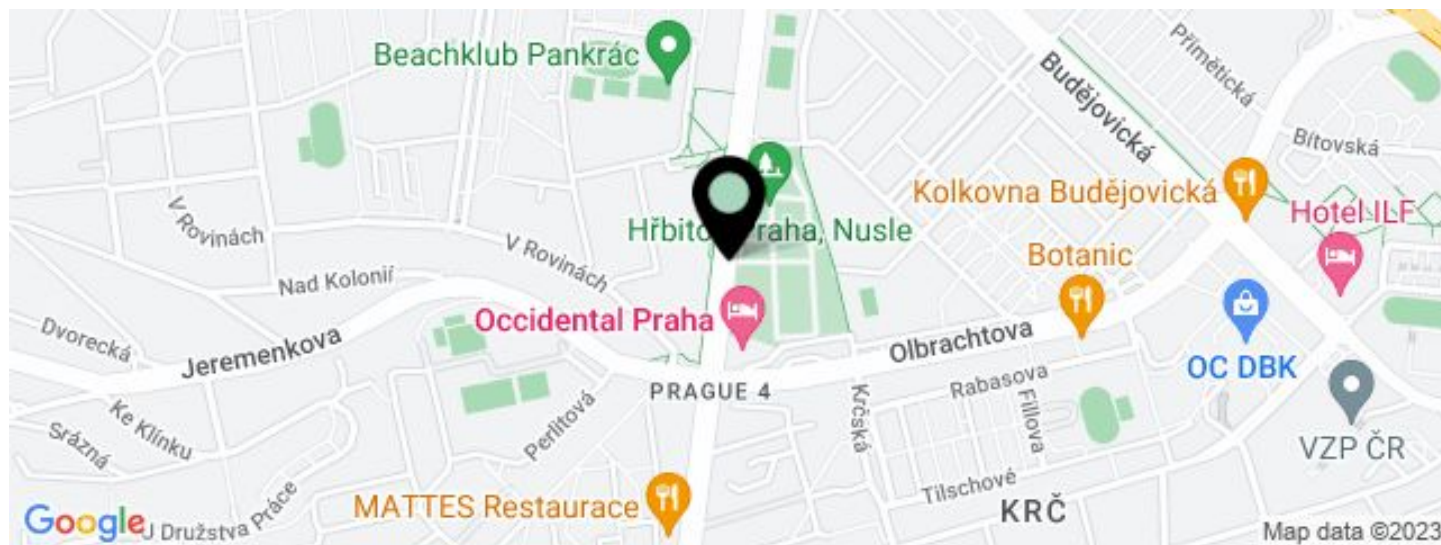 Beachklub Pankrác
Přímětická
Budějovická
Bítovská
Kolkovna Budějovická
V Rovinách
Hřbitov Praha, Nusle
Hotel ILF
V Rovinách
Botanic
Nad Kolonií
Occidental Praha
Dvorecká
Jeremenkova
Olbrachtova
OC DBK
PRAGUE 4
Rabasova
Ke Klínku
Perlitová
Krčská
Fillova
Srázná
VZP ČR
Tilschové
MATTES Restaurace
KRČ
Google
U Družstva Práce
Map data ©2023